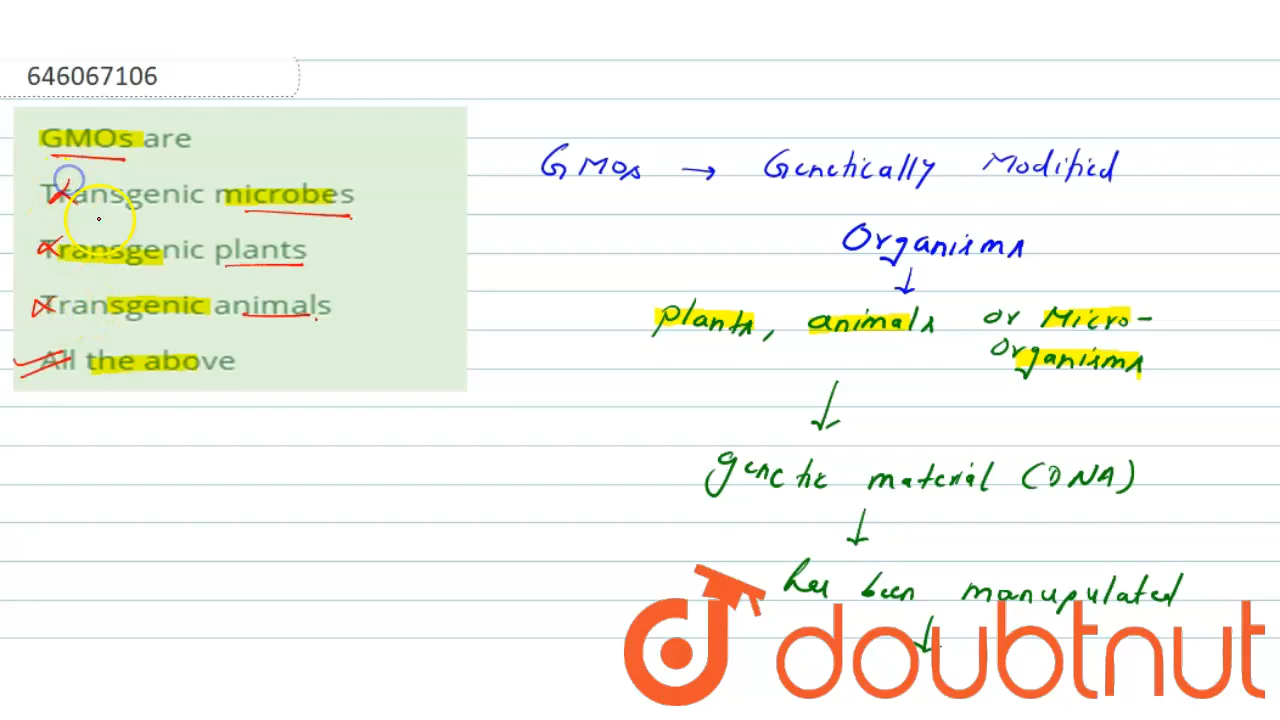 646067106
GMOs are
Transgenic microbes
Transgenic plants
Transgenic animals
All the above
GMOs → Genetically Modified
Organisms
↓
plants, animals or Micro-
Organisms
↓
genetic material (DNA)
↓
has been manupulated
↓
doubtnut